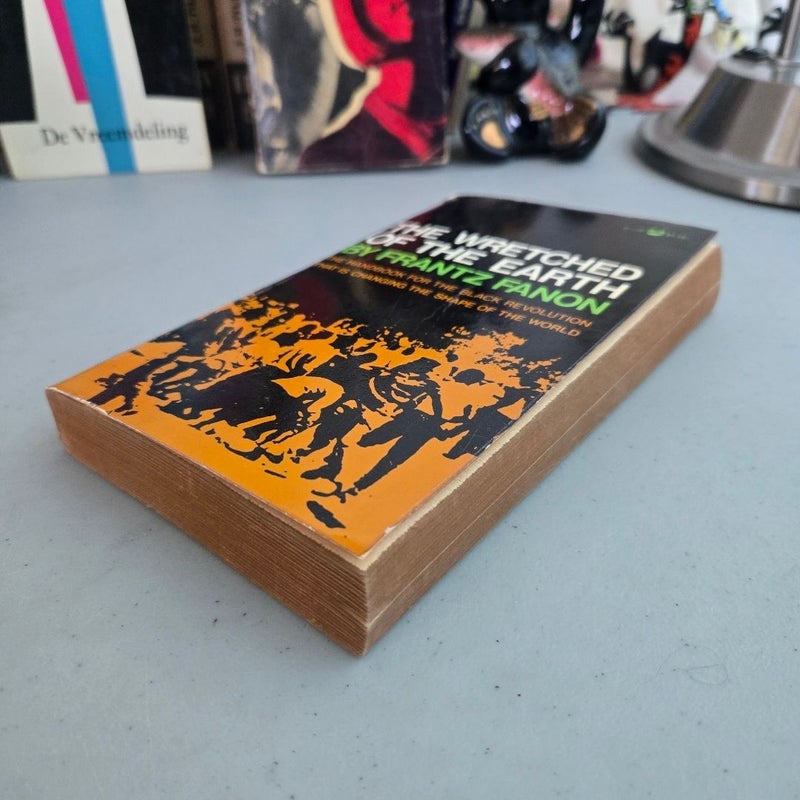 De Vreemdeling
THE WRETCHED
OF THE EARTH
BY FRANTZ FANON
THE HANDBOOK FOR THE BLACK REVOLUTION
THAT IS CHANGING THE SHAPE OF THE WORLD